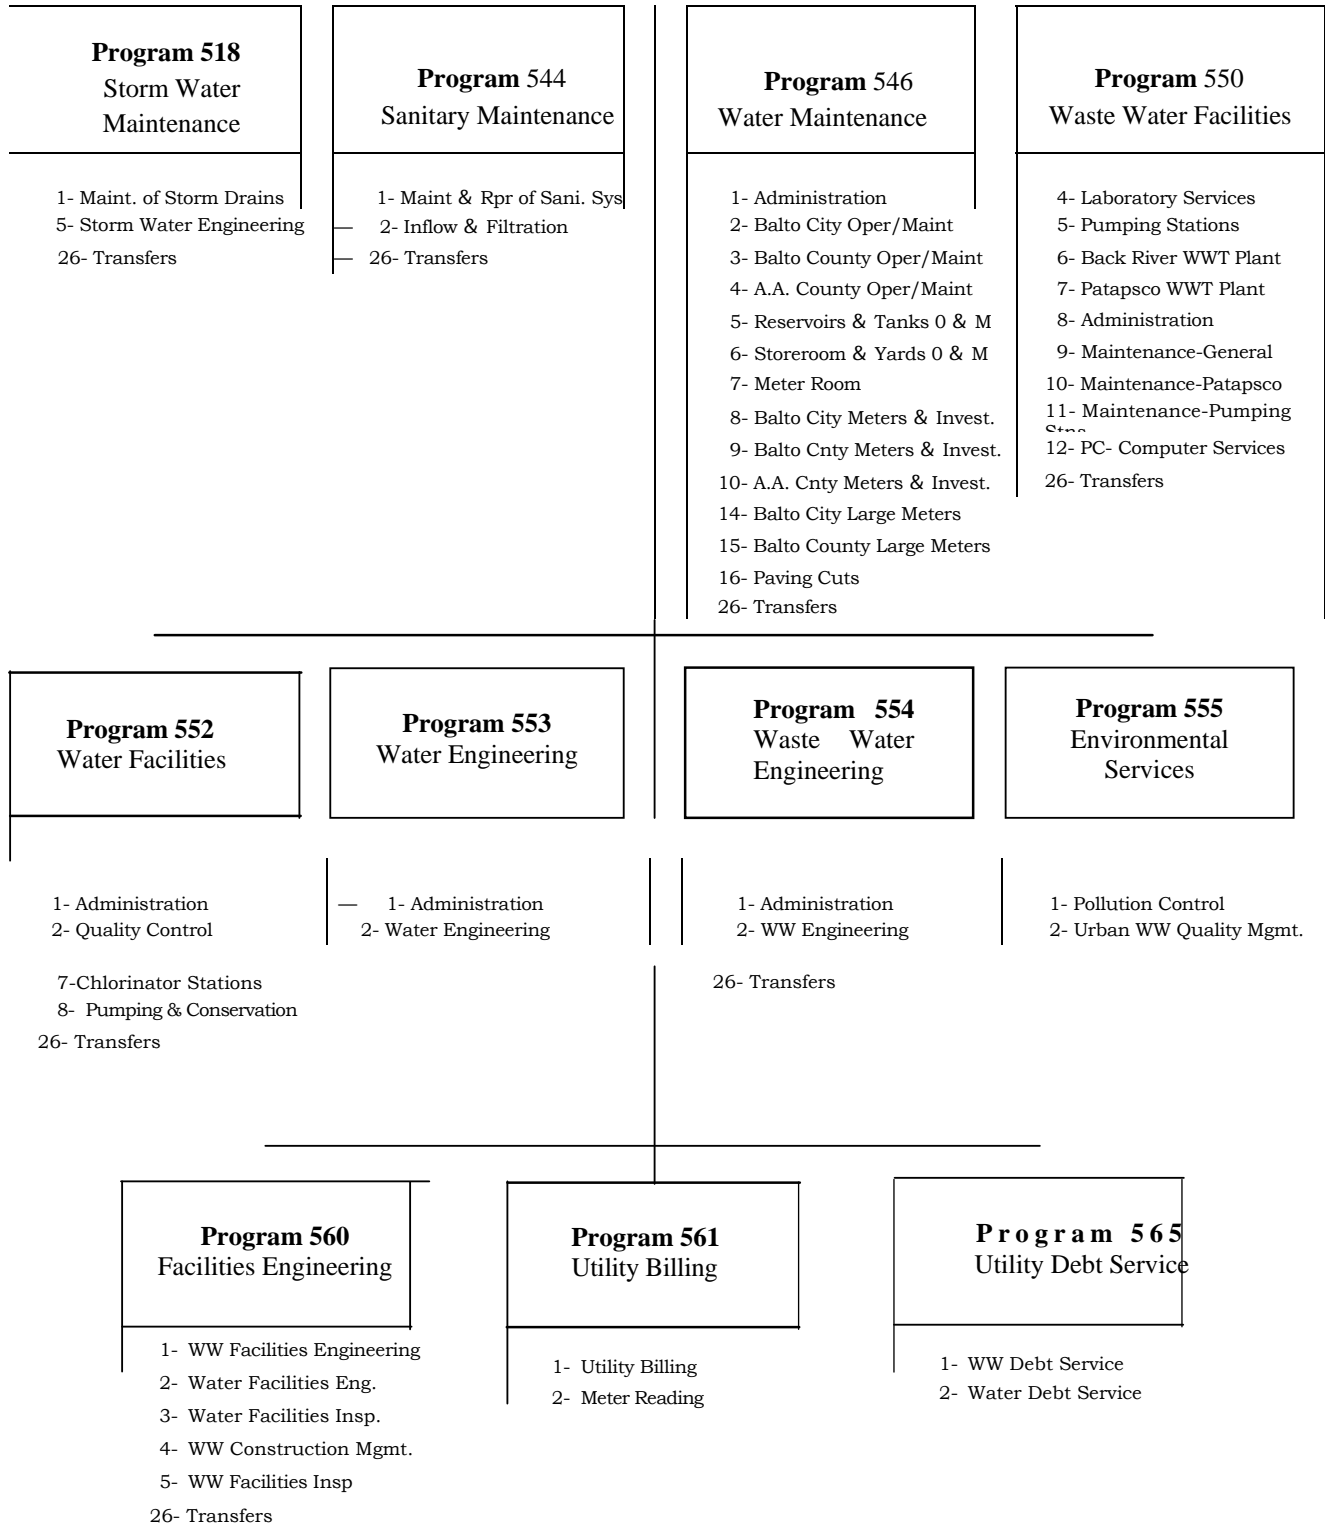 Program 518
Storm Water
Maintenance
1- Maint. of Storm Drains
5- Storm Water Engineering
26- Transfers
Program 544
Sanitary Maintenance
1- Maint & Rpr of Sani. Sys
— 2- Inflow & Filtration
— 26- Transfers
Program 546
Water Maintenance
1- Administration
2- Balto City Oper/Maint
3- Balto County Oper/Maint
4- A.A. County Oper/Maint
5- Reservoirs & Tanks 0 & M
6- Storeroom & Yards 0 & M
7- Meter Room
8- Balto City Meters & Invest.
9- Balto Cnty Meters & Invest.
10- A.A. Cnty Meters & Invest.
14- Balto City Large Meters
15- Balto County Large Meters
16- Paving Cuts
26- Transfers
Program 550
Waste Water Facilities
4- Laboratory Services
5- Pumping Stations
6- Back River WWT Plant
7- Patapsco WWT Plant
8- Administration
9- Maintenance-General
10- Maintenance-Patapsco
11- Maintenance-Pumping
Stns
12- PC- Computer Services
26- Transfers
Program 552
Water Facilities
1- Administration
2- Quality Control
7-Chlorinator Stations
8- Pumping & Conservation
26- Transfers
Program 553
Water Engineering
— 1- Administration
2- Water Engineering
Program 554
Waste Water
Engineering
1- Administration
2- WW Engineering
26- Transfers
Program 555
Environmental
Services
1- Pollution Control
2- Urban WW Quality Mgmt.
Program 560
Facilities Engineering
1- WW Facilities Engineering
2- Water Facilities Eng.
3- Water Facilities Insp.
4- WW Construction Mgmt.
5- WW Facilities Insp
26- Transfers
Program 561
Utility Billing
1- Utility Billing
2- Meter Reading
Program 565
Utility Debt Service
1- WW Debt Service
2- Water Debt Service